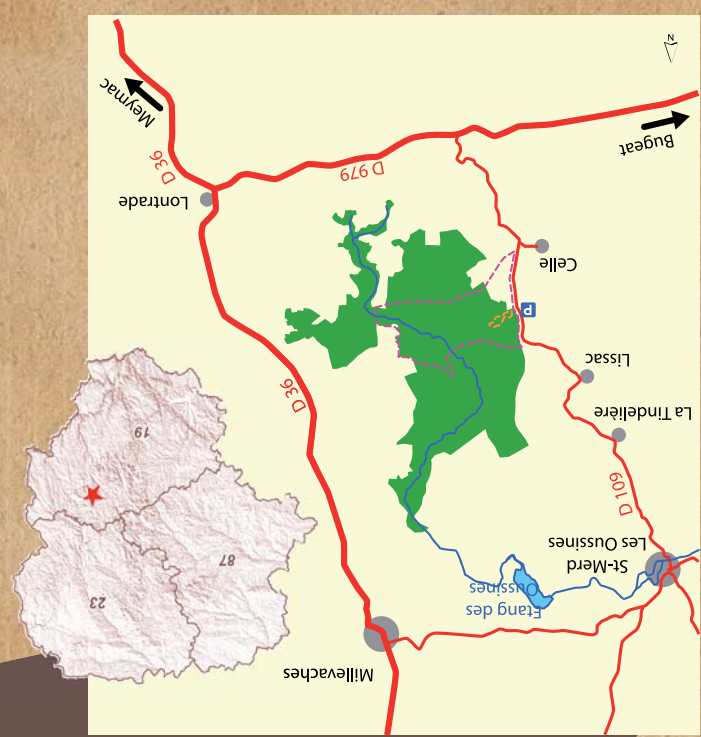 Millevaches
Étang des
Oussines
St-Merd
Les Oussines
D 109
La Tindelière
Lissac
P
Celle
D 36
D 36
Lontrade
D 979
Bugeat
Meymac
N
23
87
19